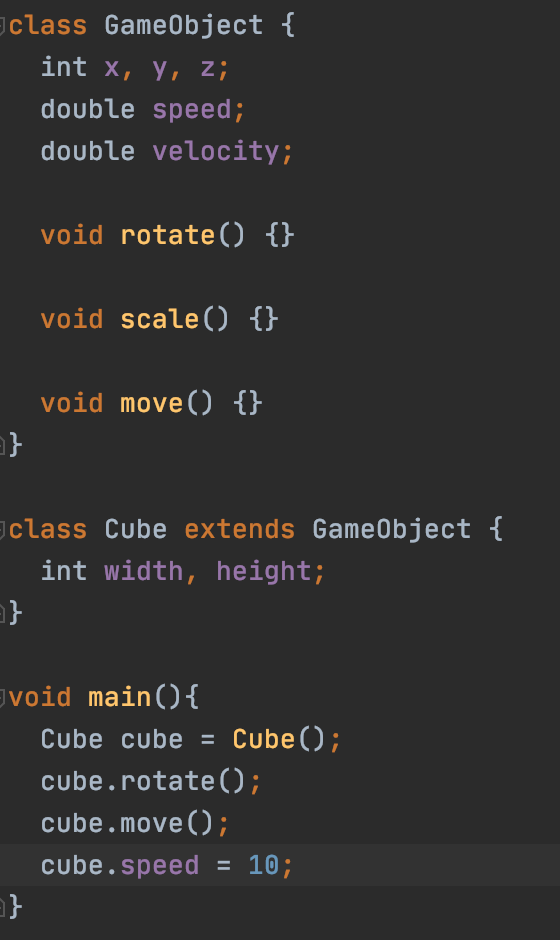 class GameObject {
int x, y, z;
double speed;
double velocity;
void rotate() {}
void scale() {}
void move() {}
}
class Cube extends GameObject {
int width, height;
}
void main(){
Cube cube = Cube();
cube.rotate();
cube.move();
cube.speed = 10;
}